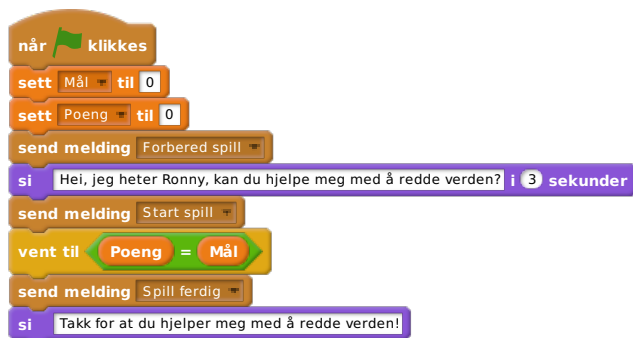 når klikkes
sett Mål til 0
sett Poeng til 0
send melding Forbered spill
si Hei, jeg heter Ronny, kan du hjelpe meg med å redde verden? i 3 sekunder
send melding Start spill
vent til Poeng = Mål
send melding Spill ferdig
si Takk for at du hjelper meg med å redde verden!